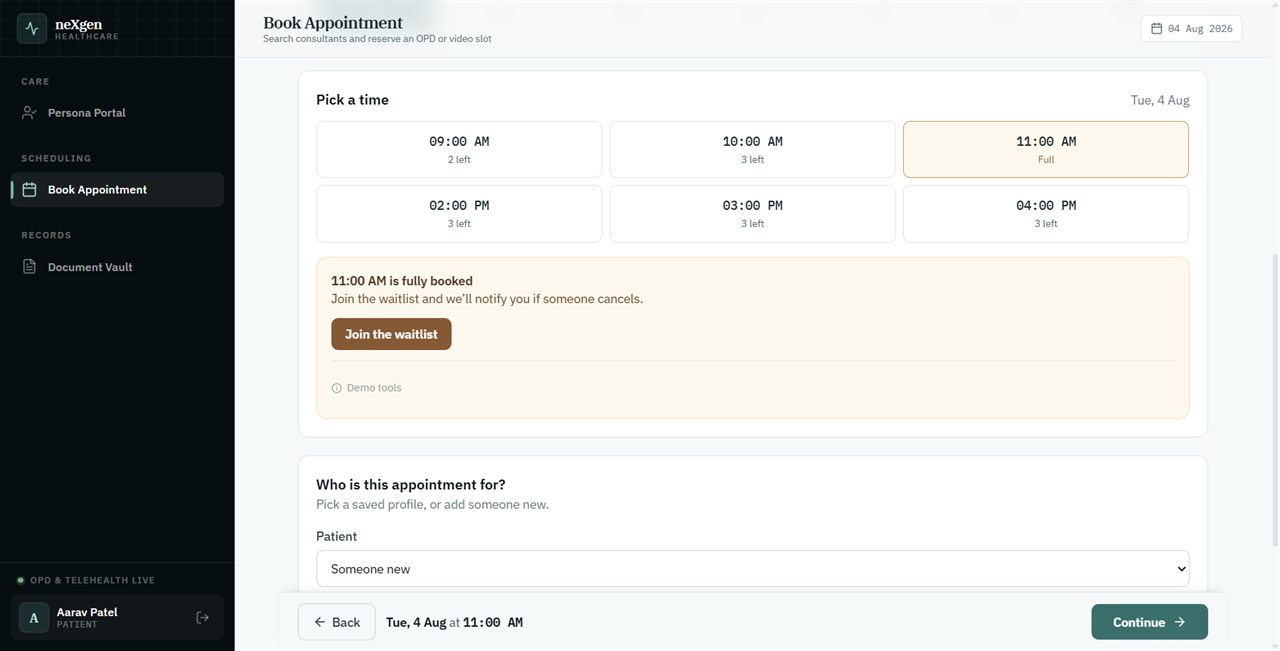 neXgen
HEALTHCARE
CARE
Persona Portal
SCHEDULING
Book Appointment
RECORDS
Document Vault
OPD & TELEHEALTH LIVE
A
Aarav Patel
PATIENT
Book Appointment
Search consultants and reserve an OPD or video slot
04 Aug 2026
Pick a time
Tue, 4 Aug
09:00 AM
2 left
10:00 AM
3 left
11:00 AM
Full
02:00 PM
3 left
03:00 PM
3 left
04:00 PM
3 left
11:00 AM is fully booked
Join the waitlist and we’ll notify you if someone cancels.
Join the waitlist
Demo tools
Who is this appointment for?
Pick a saved profile, or add someone new.
Patient
Someone new
Back
Tue, 4 Aug at 11:00 AM
Continue